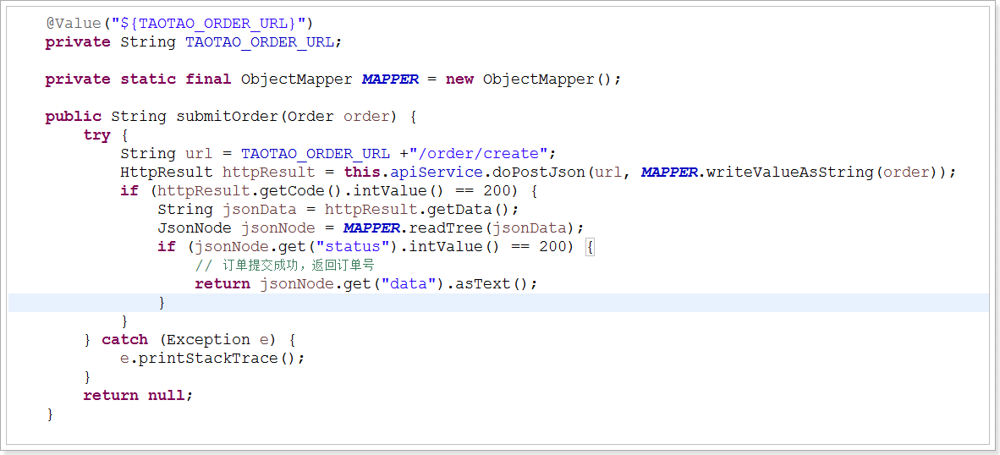 @Value("${TAOTAO_ORDER_URL}")
private String TAOTAO_ORDER_URL;
private static final ObjectMapper MAPPER = new ObjectMapper();
public String submitOrder(Order order) {
try {
String url = TAOTAO_ORDER_URL +"/order/create";
HttpResult httpResult = this.apiService.doPostJson(url, MAPPER.writeValueAsString(order));
if (httpResult.getCode().intValue() == 200) {
String jsonData = httpResult.getData();
JsonNode jsonNode = MAPPER.readTree(jsonData);
if (jsonNode.get("status").intValue() == 200) {
// 订单提交成功，返回订单号
return jsonNode.get("data").asText();
}
}
} catch (Exception e) {
e.printStackTrace();
}
return null;
}